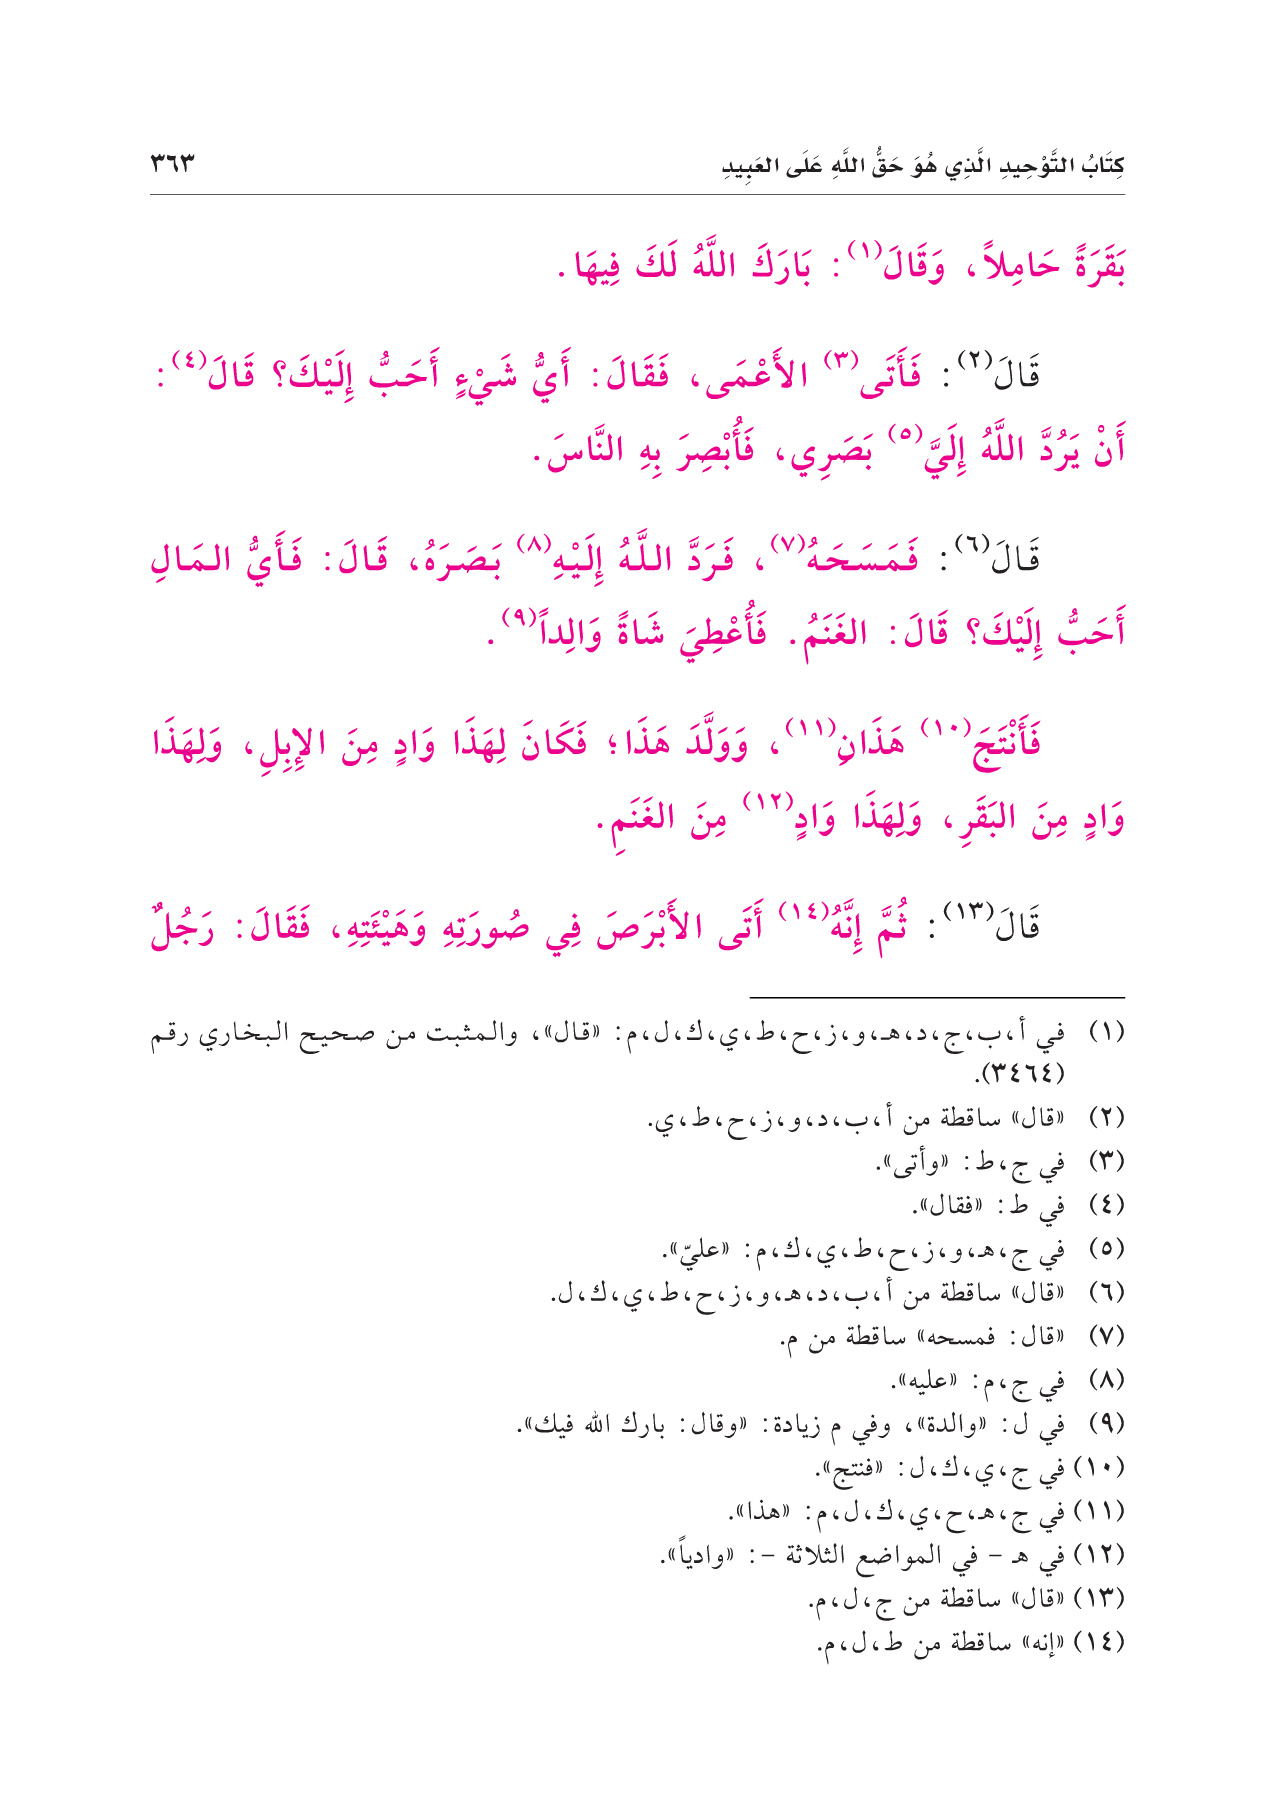 كِتَابُ التَّوْحِيدِ الَّذِي هُوَ حَقُّ اللَّهِ عَلَى العَبِيدِ ٣٦٣
بَقَرَةً حَامِلاً، وَقَالَ(١): بَارَكَ اللَّهُ لَكَ فِيهَا.
قَالَ(٢): فَأَتَى(٣) الأَعْمَى، فَقَالَ: أَيُّ شَيْءٍ أَحَبُّ إِلَيْكَ؟ قَالَ(٤):
أَنْ يَرُدَّ اللَّهُ إِلَيَّ(٥) بَصَرِي، فَأُبْصِرَ بِهِ النَّاسَ.
قَالَ(٦): فَمَسَحَهُ(٧)، فَرَدَّ اللَّهُ إِلَيْهِ(٨) بَصَرَهُ، قَالَ: فَأَيُّ المَالِ
أَحَبُّ إِلَيْكَ؟ قَالَ: الغَنَمُ. فَأُعْطِيَ شَاةً وَالِداً(٩).
فَأَنْتَجَ(١٠) هَذَانِ(١١)، وَوَلَّدَ هَذَا؛ فَكَانَ لِهَذَا وَادٍ مِنَ الإِبِلِ، وَلِهَذَا
وَادٍ مِنَ البَقَرِ، وَلِهَذَا وَادٍ(١٢) مِنَ الغَنَمِ.
قَالَ(١٣): ثُمَّ إِنَّهُ(١٤) أَتَى الأَبْرَصَ فِي صُورَتِهِ وَهَيْئَتِهِ، فَقَالَ: رَجُلٌ
(١) في أ،ب،ج،د،هـ،و،ز،ح،ط،ي،ك،ل،م: «قال»، والمثبت من صحيح البخاري رقم
(٣٤٦٤).
(٢) «قال» ساقطة من أ،ب،د،و،ز،ح،ط،ي.
(٣) في ج،ط: «وأتى».
(٤) في ط: «فقال».
(٥) في ج،هـ،و،ز،ح،ط،ي،ك،م: «عليّ».
(٦) «قال» ساقطة من أ،ب،د،هـ،و،ز،ح،ط،ي،ك،ل.
(٧) «قال: فمسحه» ساقطة من م.
(٨) في ج،م: «عليه».
(٩) في ل: «والدة»، وفي م زيادة: «وقال: بارك الله فيك».
(١٠) في ج،ي،ك،ل: «فنتج».
(١١) في ج،هـ،ح،ي،ك،ل،م: «هذا».
(١٢) في هـ – في المواضع الثلاثة –: «وادياً».
(١٣) «قال» ساقطة من ج،ل،م.
(١٤) «إنه» ساقطة من ط،ل،م.